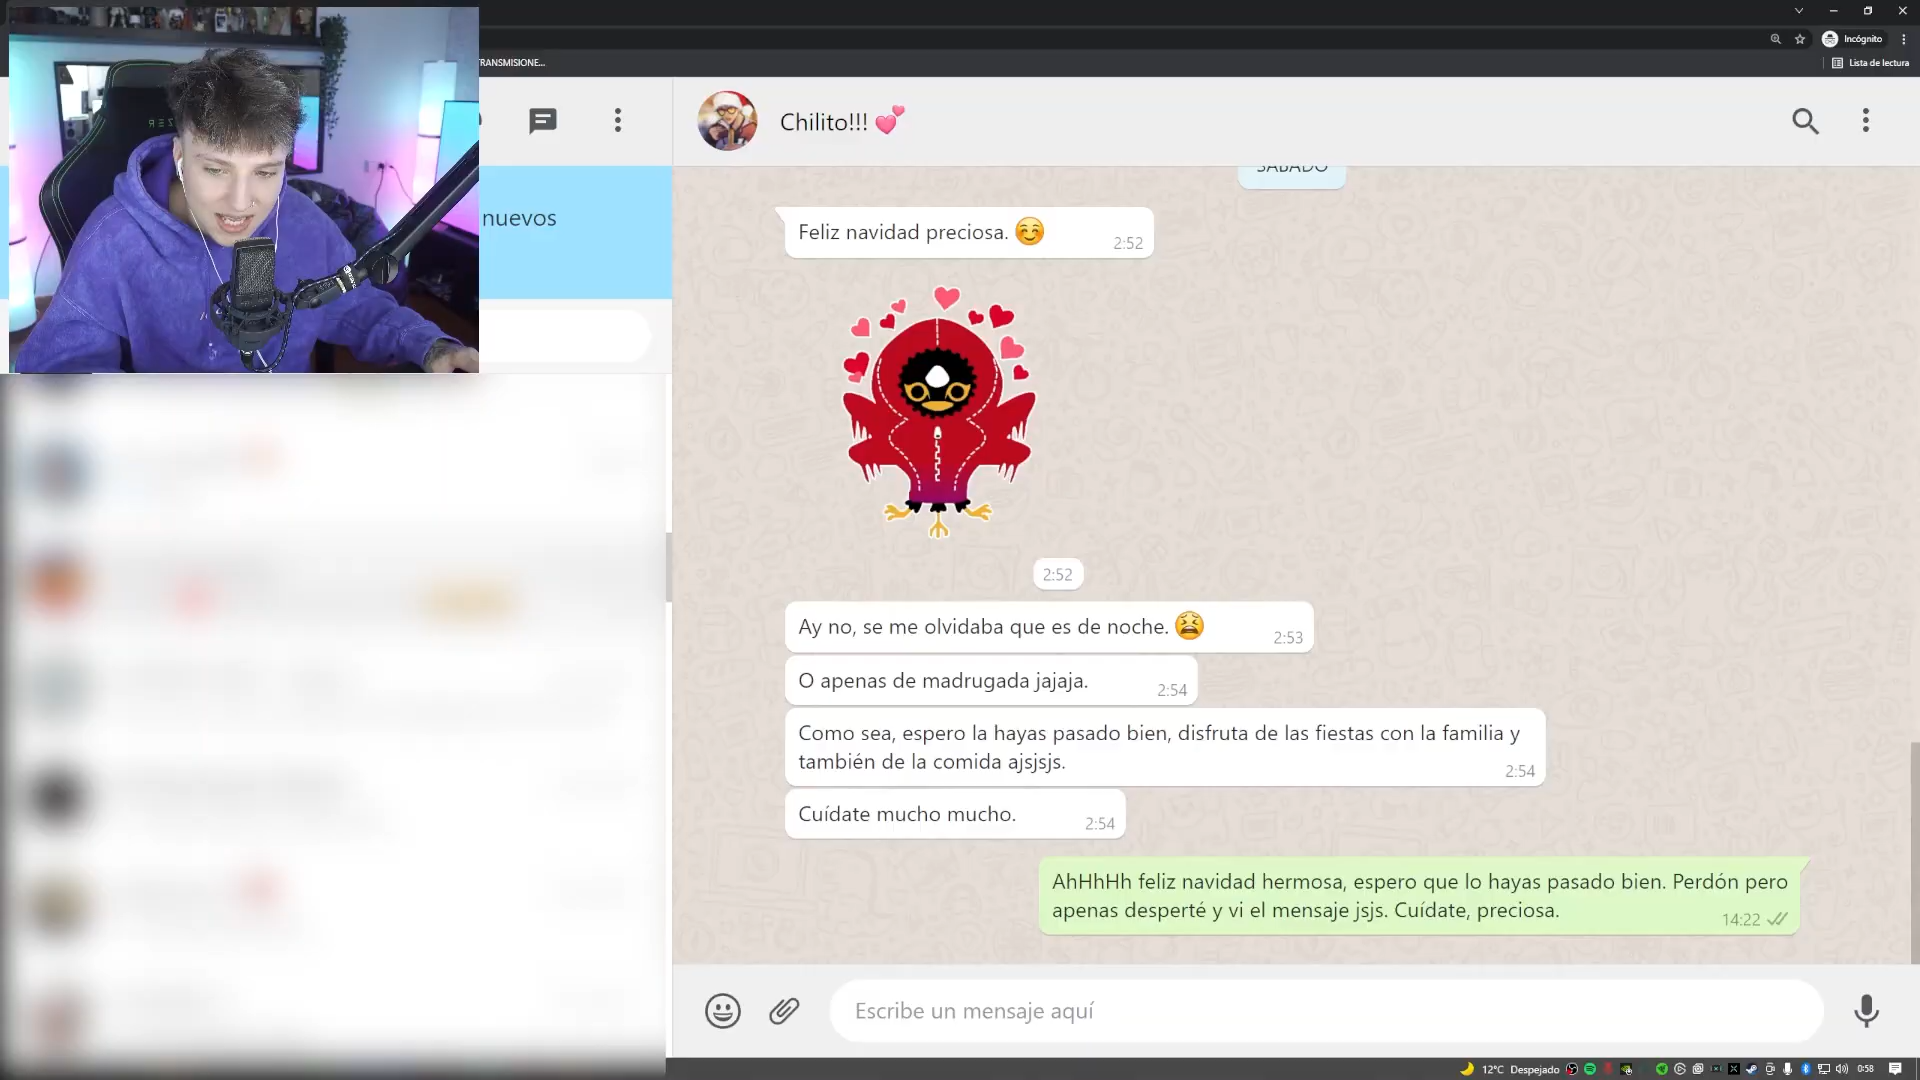 RANSMISIONE...
Incógnito
Lista de lectura
nuevos
Chilito!!! 💕
SÁBADO
Feliz navidad preciosa. ☺️
2:52
2:52
Ay no, se me olvidaba que es de noche. 😫
2:53
O apenas de madrugada jajaja.
2:54
Como sea, espero la hayas pasado bien, disfruta de las fiestas con la familia y
también de la comida ajsjsjs.
2:54
Cuídate mucho mucho.
2:54
AhHhHh feliz navidad hermosa, espero que lo hayas pasado bien. Perdón pero
apenas desperté y vi el mensaje jsjs. Cuídate, preciosa.
14:22
Escribe un mensaje aquí
12°C Despejado
0:58